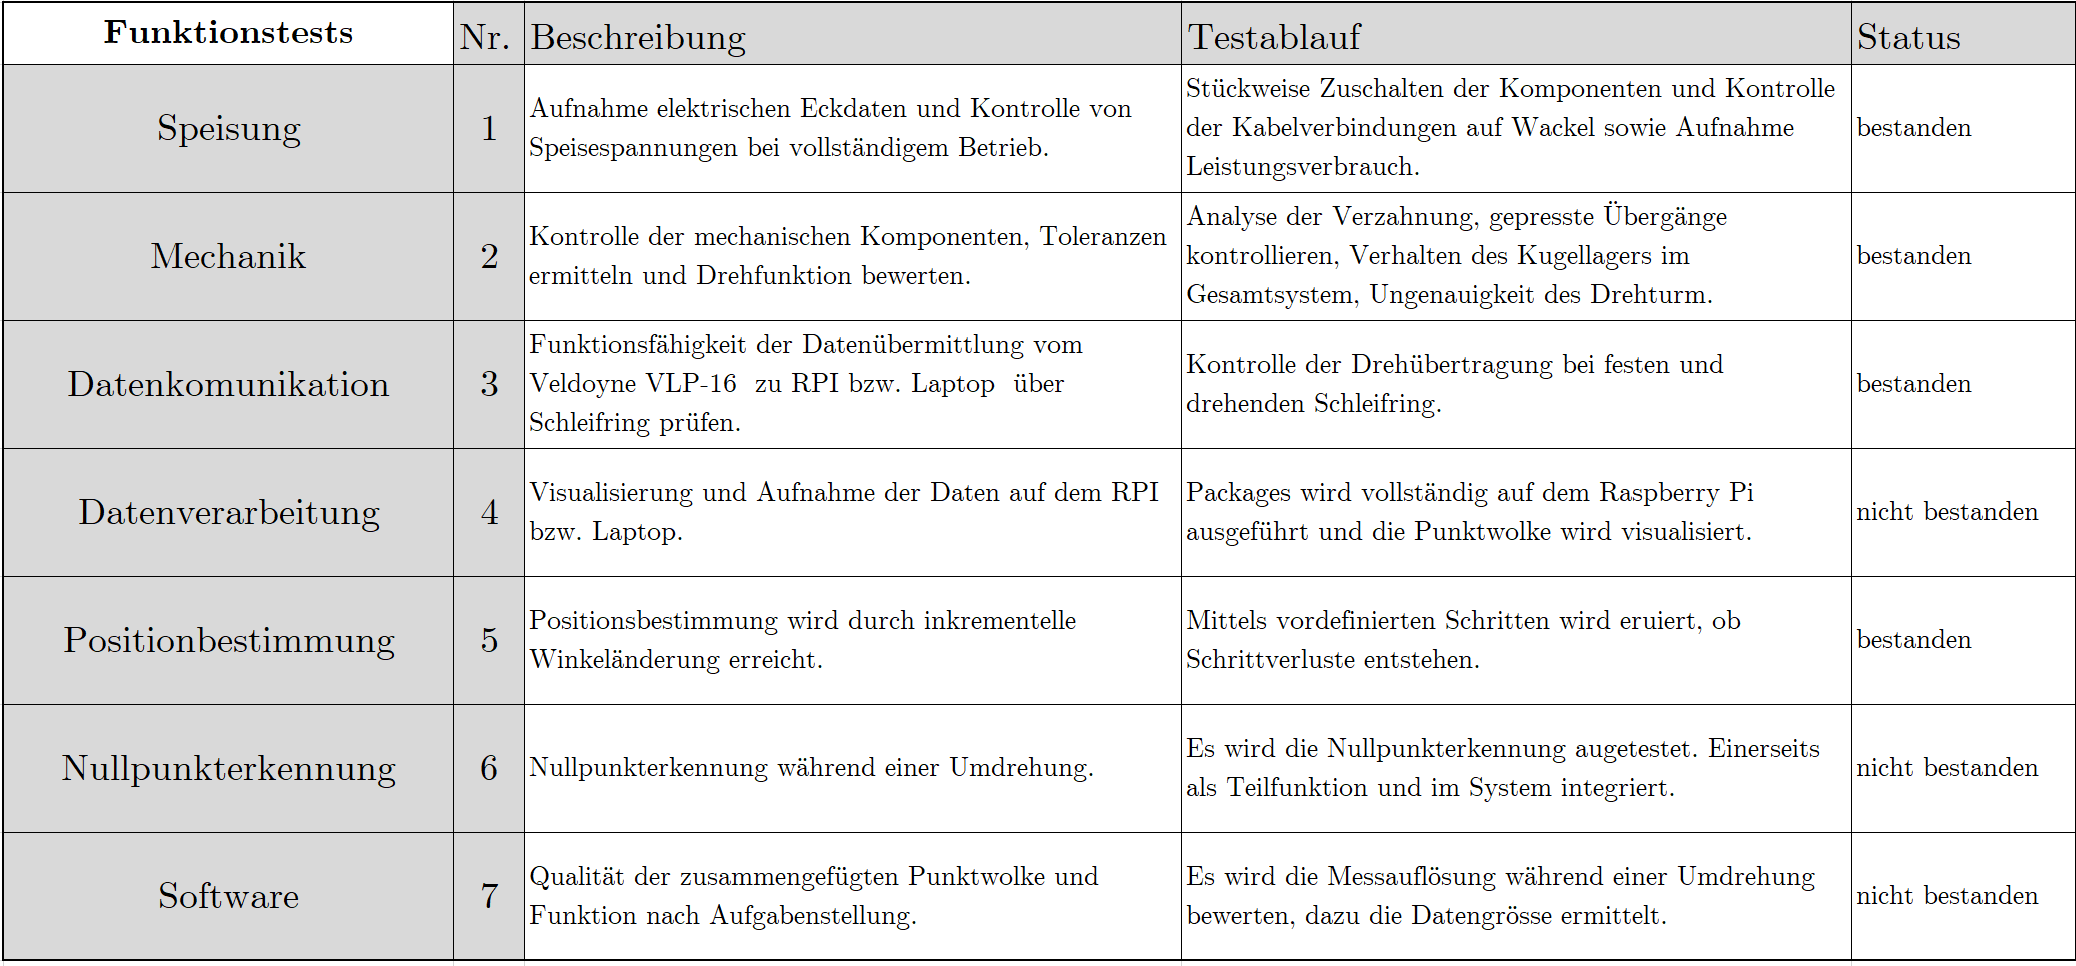 Funktionstests Nr. Beschreibung Testablauf Status
Speisung 1
Aufnahme elektrischen Eckdaten und Kontrolle von
Speisespannungen bei vollständigem Betrieb.
Stückweise Zuschalten der Komponenten und Kontrolle
der Kabelverbindungen auf Wackel sowie Aufnahme
Leistungsverbrauch.
bestanden
Mechanik 2
Kontrolle der mechanischen Komponenten, Toleranzen
ermitteln und Drehfunktion bewerten.
Analyse der Verzahnung, gepresste Übergänge
kontrollieren, Verhalten des Kugellagers im
Gesamtsystem, Ungenauigkeit des Drehturm.
bestanden
Datenkomunikation 3
Funktionsfähigkeit der Datenübermittlung vom
Veldoyne VLP-16 zu RPI bzw. Laptop über
Schleifring prüfen.
Kontrolle der Drehübertragung bei festen und
drehenden Schleifring.
bestanden
Datenverarbeitung 4
Visualisierung und Aufnahme der Daten auf dem RPI
bzw. Laptop.
Packages wird vollständig auf dem Raspberry Pi
ausgeführt und die Punktwolke wird visualisiert.
nicht bestanden
Positionbestimmung 5
Positionsbestimmung wird durch inkrementelle
Winkeländerung erreicht.
Mittels vordefinierten Schritten wird eruiert, ob
Schrittverluste entstehen.
bestanden
Nullpunkterkennung 6
Nullpunkterkennung während einer Umdrehung.
Es wird die Nullpunkterkennung augetestet. Einerseits
als Teilfunktion und im System integriert.
nicht bestanden
Software 7
Qualität der zusammengefügten Punktwolke und
Funktion nach Aufgabenstellung.
Es wird die Messauflösung während einer Umdrehung
bewerten, dazu die Datengrösse ermittelt.
nicht bestanden